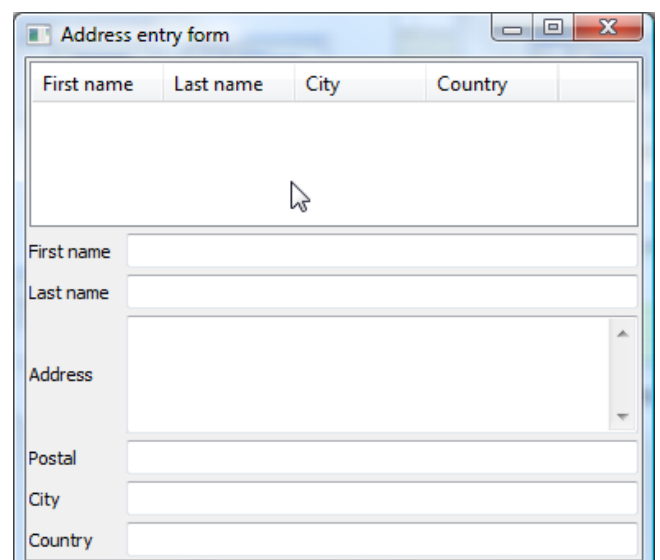 Address entry form
First name Last name City Country
First name
Last name
Address
Postal
City
Country